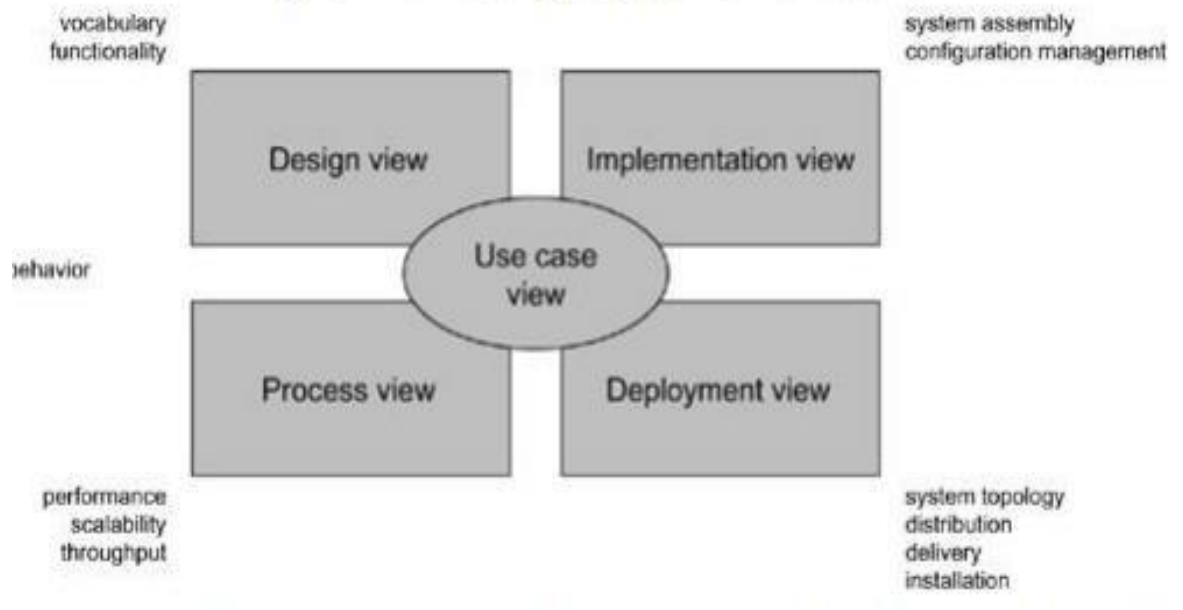 vocabulary
functionality
system assembly
configuration management
Design view
Implementation view
Use case
view
behavior
Process view
Deployment view
performance
scalability
throughput
system topology
distribution
delivery
installation